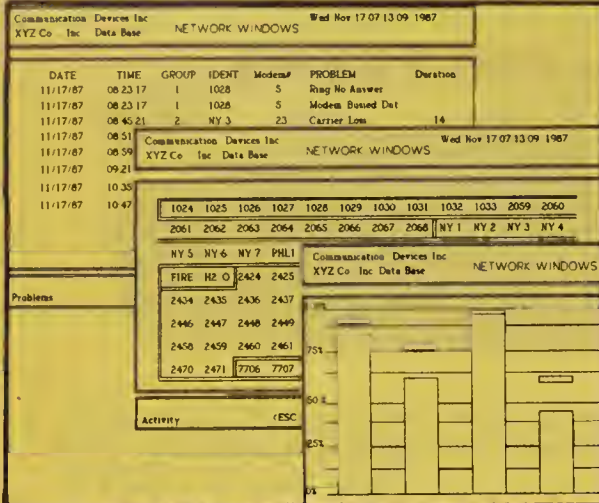 Communication Devices Inc
Wed Nov 17 07 13 09 1987
XYZ Co Inc Data Base
NETWORK WINDOWS
DATE TIME GROUP IDENT Modem# PROBLEM Duration
11/17/87 08 23 17 1 1028 5 Ring No Answer
11/17/87 08 23 17 1 1028 5 Modem Busied Out
11/17/87 08 45 21 2 NY 3 23 Carrier Loss 14
11/17/87 08 51
11/17/87 08 59
11/17/87 09 21
11/17/87 10 35
11/17/87 10 47
Problems
Communication Devices Inc
Wed Nov 17 07 13 09 1987
XYZ Co Inc Data Base
NETWORK WINDOWS
1024 1025 1026 1027 1028 1029 1030 1031 1032 1033 2059 2060
2061 2062 2063 2064 2065 2066 2067 2068 NY 1 NY 2 NY 3 NY 4
NY 5 NY 6 NY 7 PHL1
FIRE H2 O 2424 2425
2434 2435 2436 2437
2446 2447 2448 2449
2458 2459 2460 2461
2470 2471 7706 7707
Activity <ESC
Communication Devices Inc
XYZ Co Inc Data Base
NETWORK WINDOWS
75%
50%
25%
0%